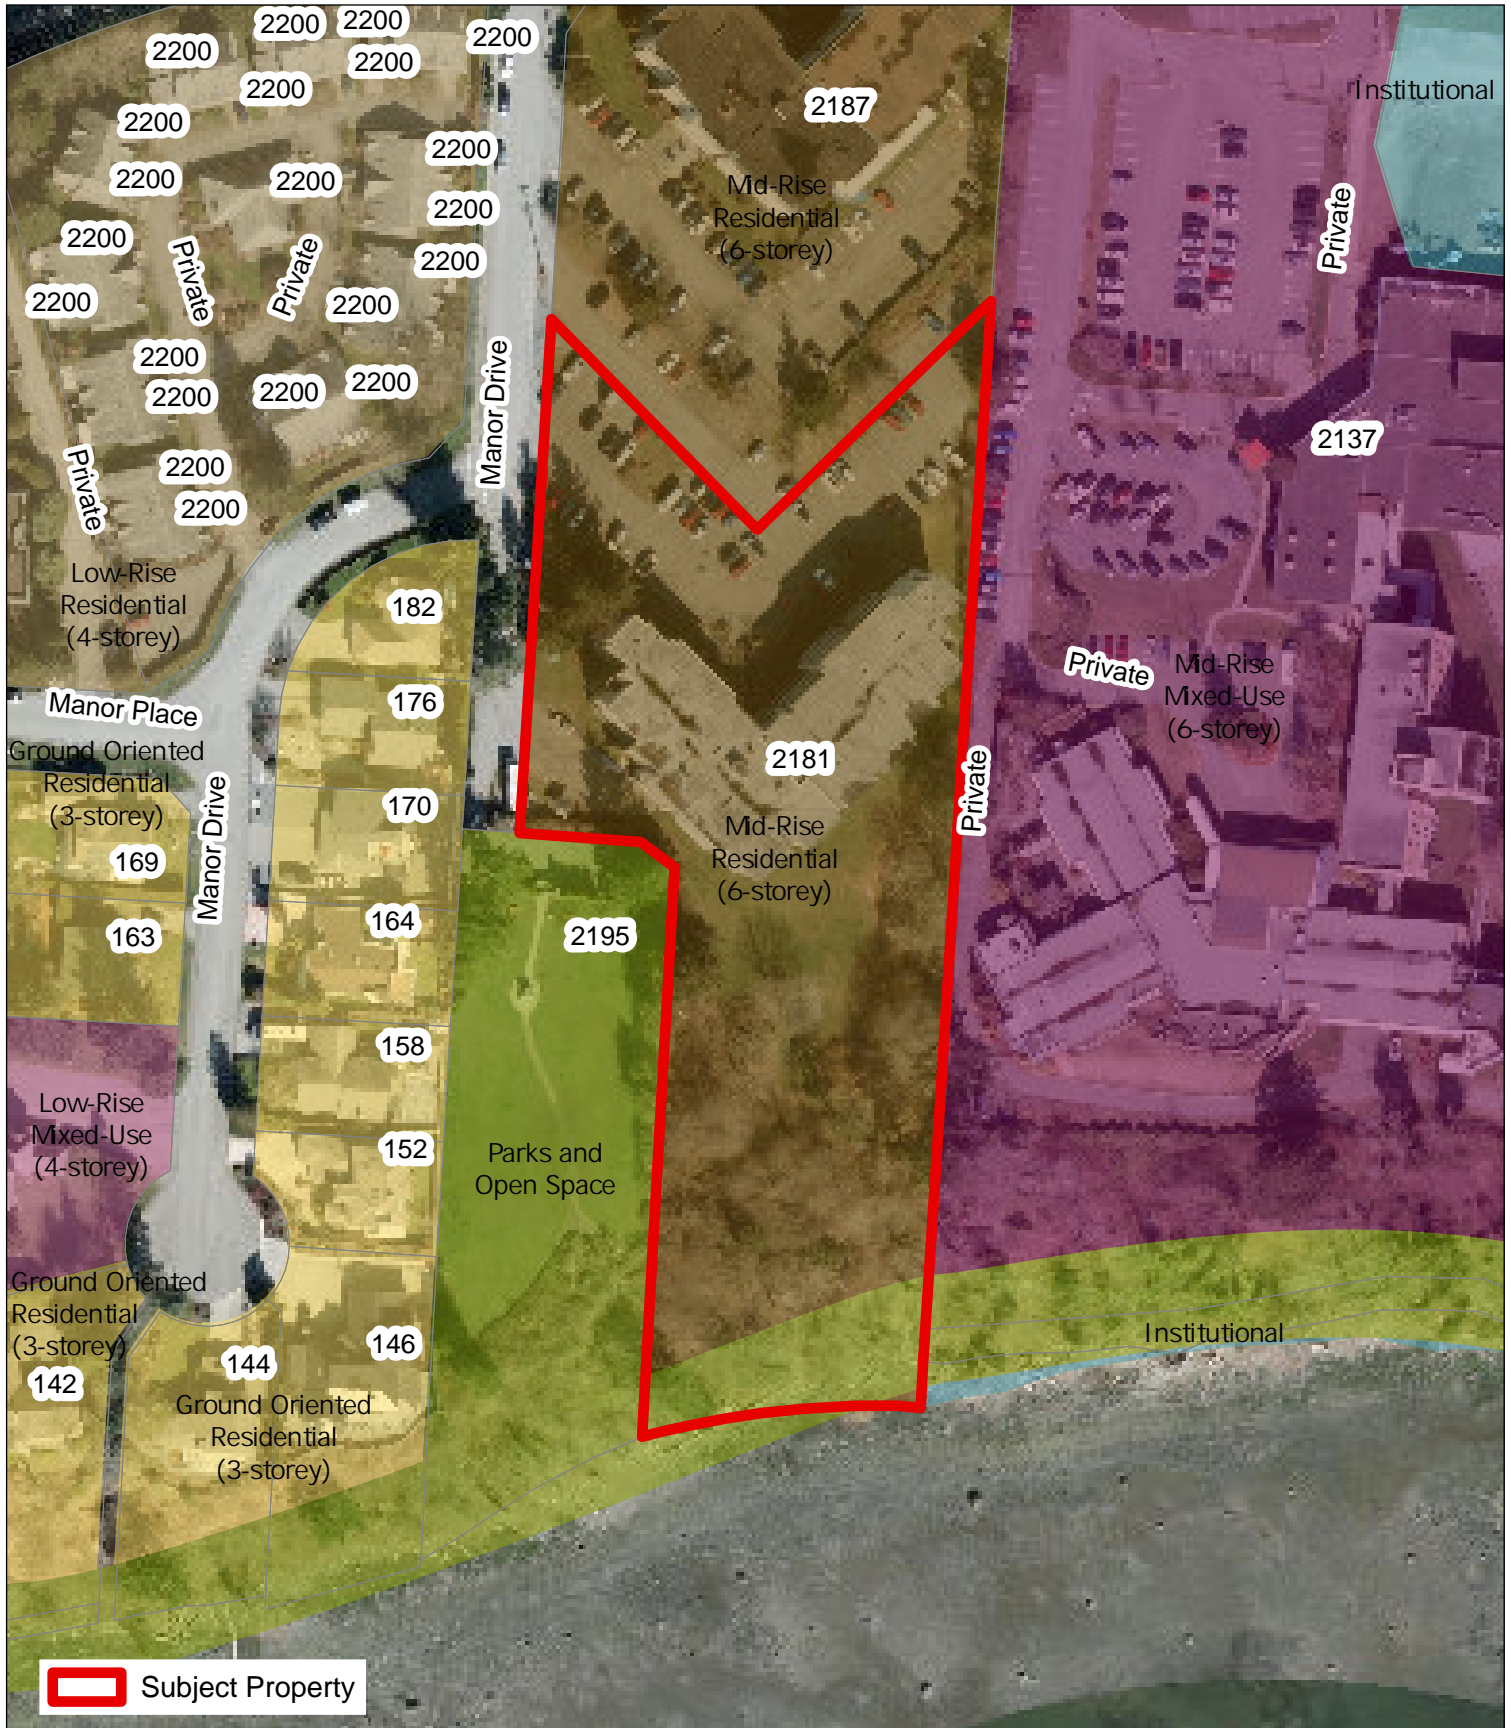 2200
2200
2200
2200
2200
2200
2187
Institutional
2200
2200
2200
2200
Mid-Rise
Residential
(6-storey)
2200
2200
Private
2200
Private
Private
2200
2200
2200
2200
2200
2200
2200
Manor Drive
2137
Private
2200
2200
Low-Rise
Residential
(4-storey)
182
Private
Mid-Rise
Mixed-Use
(6-storey)
Manor Place
176
Ground Oriented
Residential
(3-storey)
2181
Private
170
Manor Drive
Mid-Rise
Residential
(6-storey)
169
163
164
2195
158
Low-Rise
Mixed-Use
(4-storey)
152
Parks and
Open Space
Ground Oriented
Residential
(3-storey)
Institutional
146
144
142
Ground Oriented
Residential
(3-storey)
Subject Property